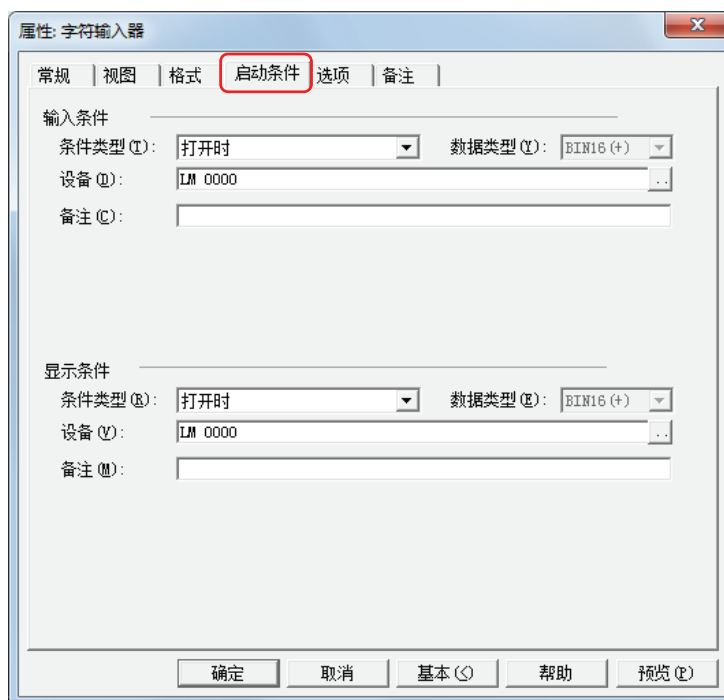 属性: 字符输入器
常规 视图 格式 启动条件 选项 备注
输入条件
条件类型(T): 打开时 数据类型(Y): BIN16(+)
设备(D): LM 0000 ..
备注(C):
显示条件
条件类型(R): 打开时 数据类型(E): BIN16(+)
设备(V): LM 0000 ..
备注(M):
确定 取消 基本(<) 帮助 预览(P)